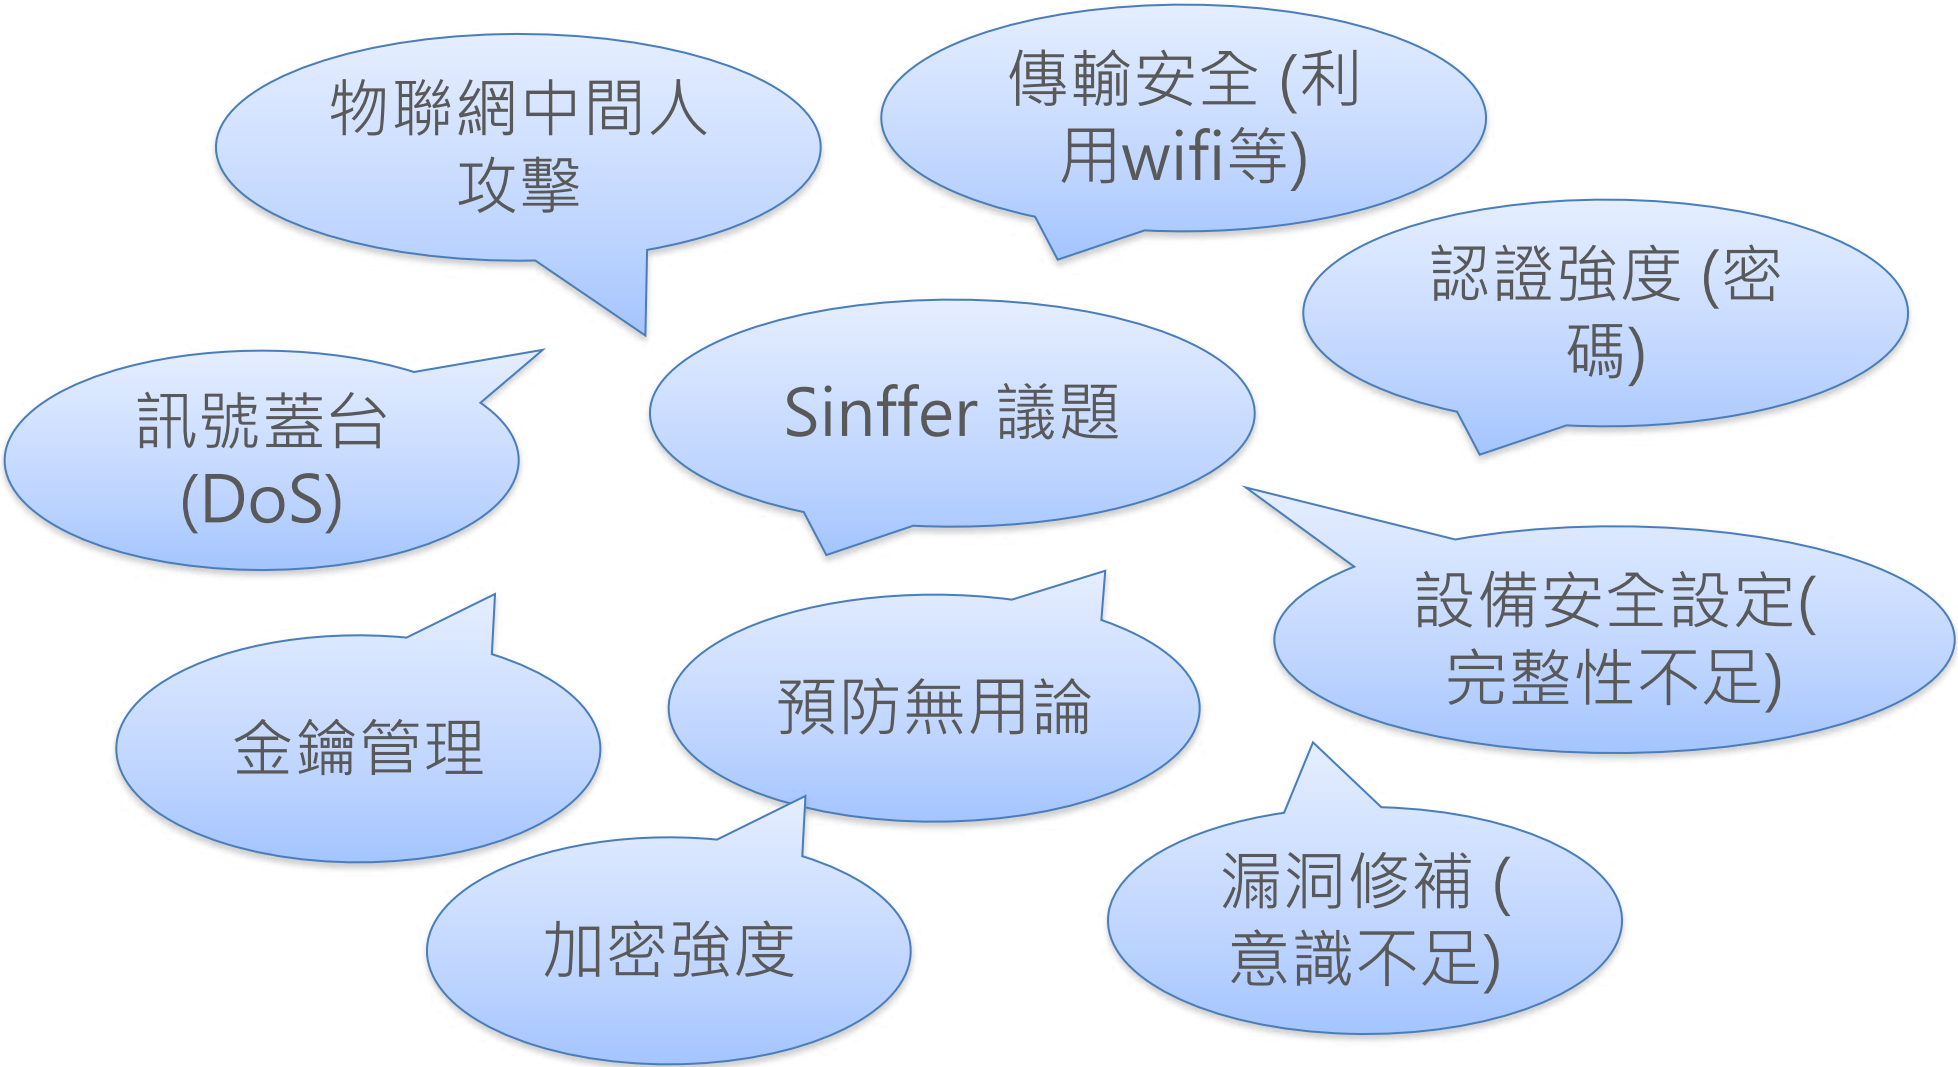 物聯網中間人
攻擊
傳輸安全 (利
用wifi等)
認證強度 (密
碼)
訊號蓋台
(DoS)
Sinffer 議題
設備安全設定(
完整性不足)
金鑰管理
預防無用論
加密強度
漏洞修補 (
意識不足)